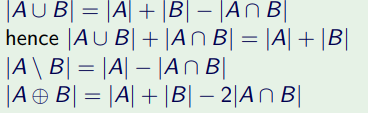 |A ∪ B| = |A| + |B| − |A ∩ B|
hence |A ∪ B| + |A ∩ B| = |A| + |B|
|A \ B| = |A| − |A ∩ B|
|A ⊕ B| = |A| + |B| − 2|A ∩ B|